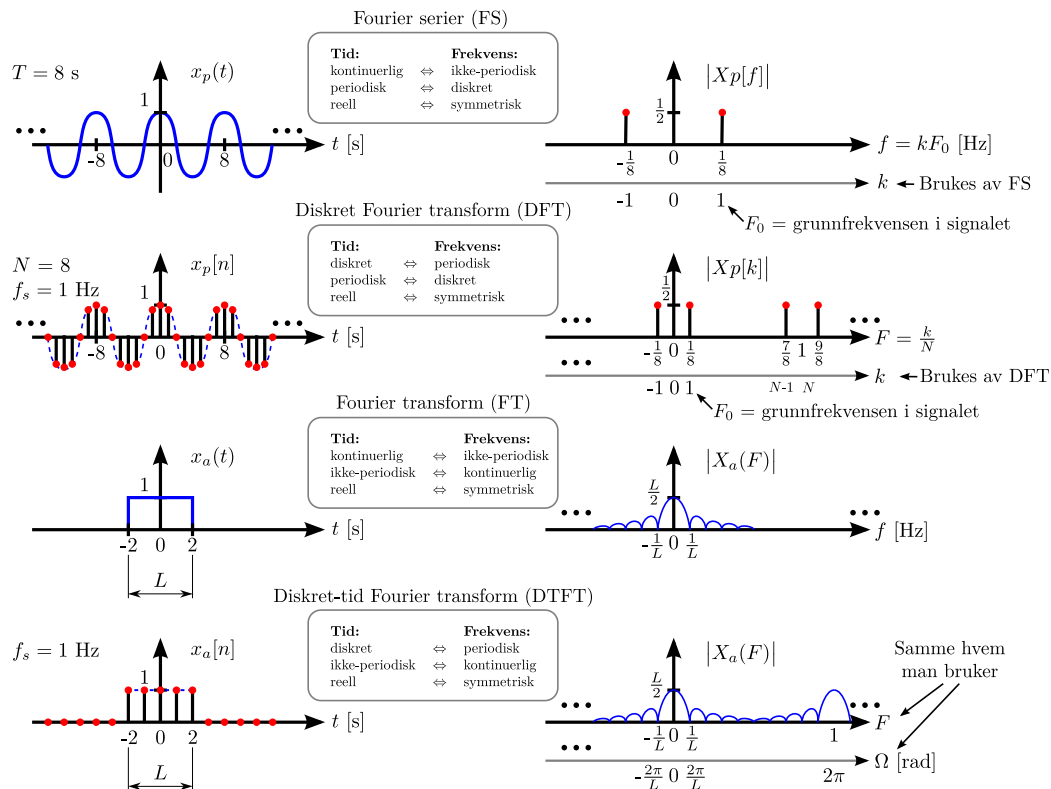 Fourier serier (FS)
T = 8 s
x_p(t)
1
-8
0
8
t [s]
Tid: Frekvens:
kontinuerlig ⇔ ikke-periodisk
periodisk ⇔ diskret
reell ⇔ symmetrisk
|Xp[f]|
1/2
-1/8 0 1/8
f = kF_0 [Hz]
k
Brukes av FS
-1 0 1
F_0 = grunnfrekvensen i signalet
Diskret Fourier transform (DFT)
N = 8
f_s = 1 Hz
x_p[n]
1
-8
0
8
t [s]
Tid: Frekvens:
diskret ⇔ periodisk
periodisk ⇔ diskret
reell ⇔ symmetrisk
|Xp[k]|
1/2
-1/8 0 1/8 7/8 1 9/8
F = k/N
k
Brukes av DFT
-1 0 1 N-1 N
F_0 = grunnfrekvensen i signalet
Fourier transform (FT)
x_a(t)
1
-2 0 2
t [s]
L
Tid: Frekvens:
kontinuerlig ⇔ ikke-periodisk
ikke-periodisk ⇔ kontinuerlig
reell ⇔ symmetrisk
|X_a(F)|
L/2
-1/L 0 1/L
f [Hz]
Diskret-tid Fourier transform (DTFT)
f_s = 1 Hz
x_a[n]
1
-2 0 2
t [s]
L
Tid: Frekvens:
diskret ⇔ periodisk
ikke-periodisk ⇔ kontinuerlig
reell ⇔ symmetrisk
|X_a(F)|
L/2
-1/L 0 1/L 1
F
Samme hvem
man bruker
Ω [rad]
-2π/L 0 2π/L 2π